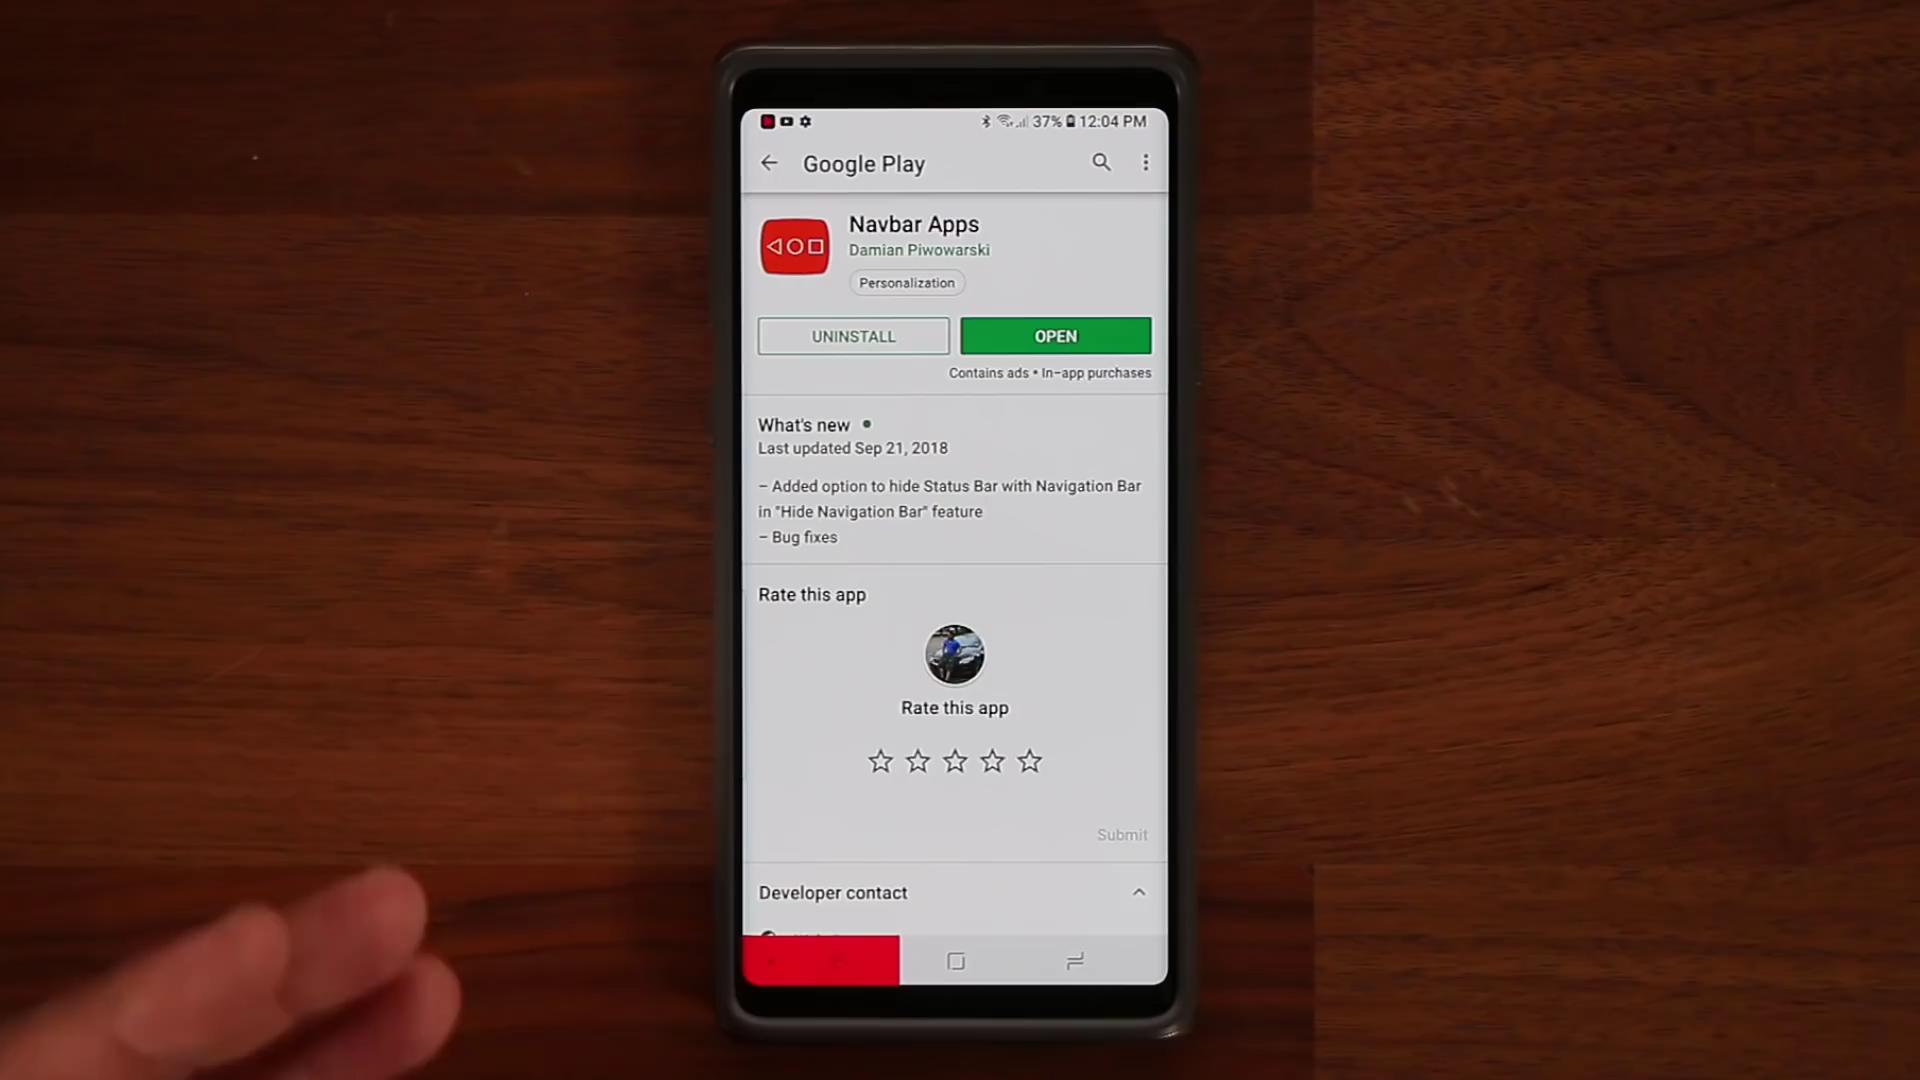 37% 12:04 PM
Google Play
Navbar Apps
Damian Piwowarski
Personalization
UNINSTALL
OPEN
Contains ads • In-app purchases
What's new
Last updated Sep 21, 2018
– Added option to hide Status Bar with Navigation Bar
in "Hide Navigation Bar" feature
– Bug fixes
Rate this app
Rate this app
Submit
Developer contact